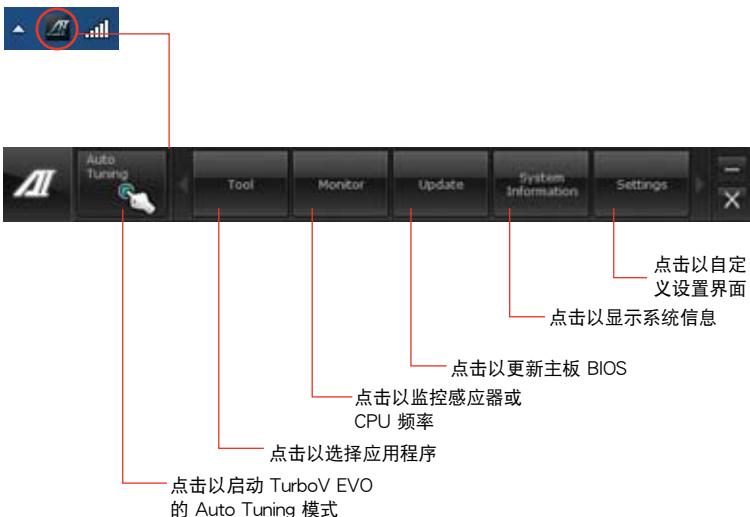 Auto
Tuning
Tool
Monitor
Update
System
Information
Settings
点击以自定
义设置界面
点击以显示系统信息
点击以更新主板 BIOS
点击以监控感应器或
CPU 频率
点击以选择应用程序
点击以启动 TurboV EVO
的 Auto Tuning 模式